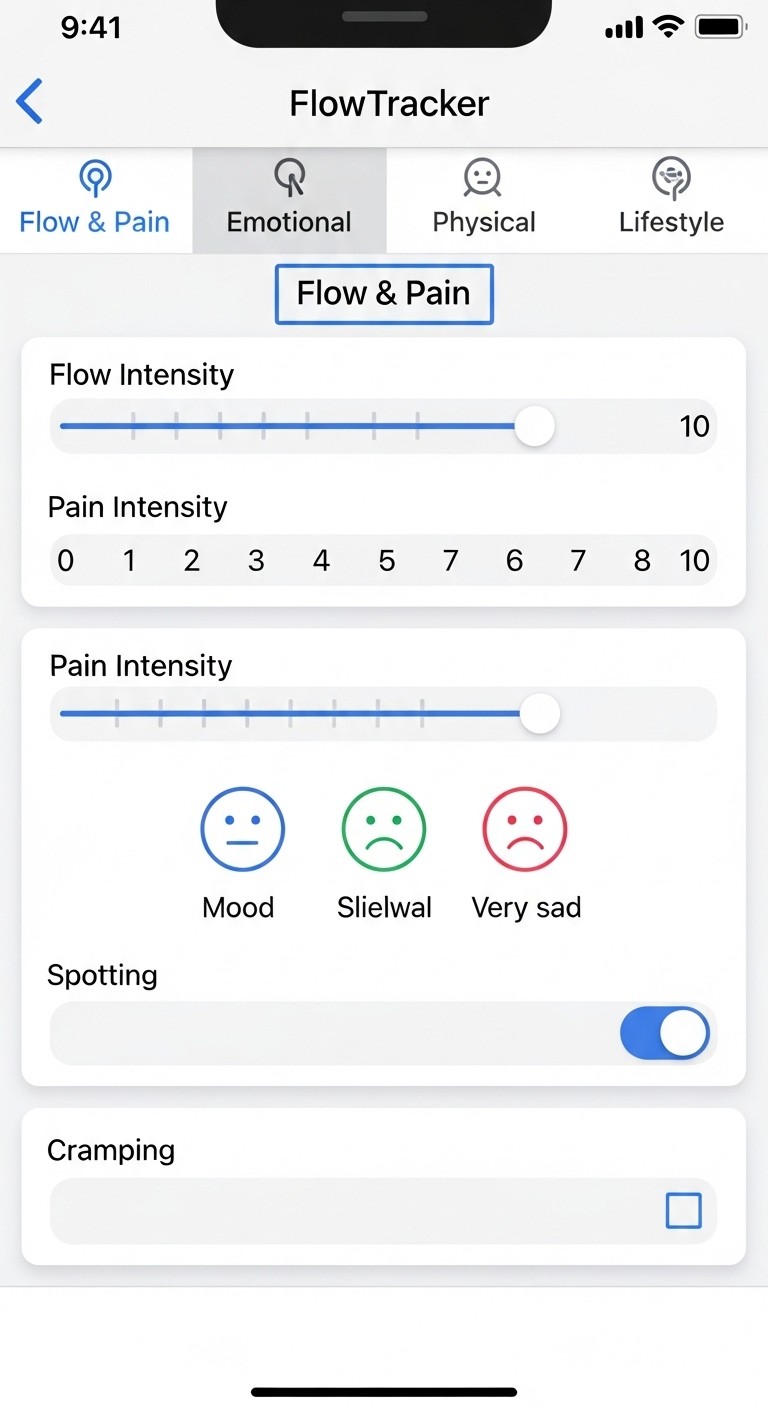 9:41
FlowTracker
Flow & Pain Emotional Physical Lifestyle
Flow & Pain
Flow Intensity
10
Pain Intensity
0 1 2 3 4 5 7 6 7 8 10
Pain Intensity
Mood Slielwal Very sad
Spotting
Cramping